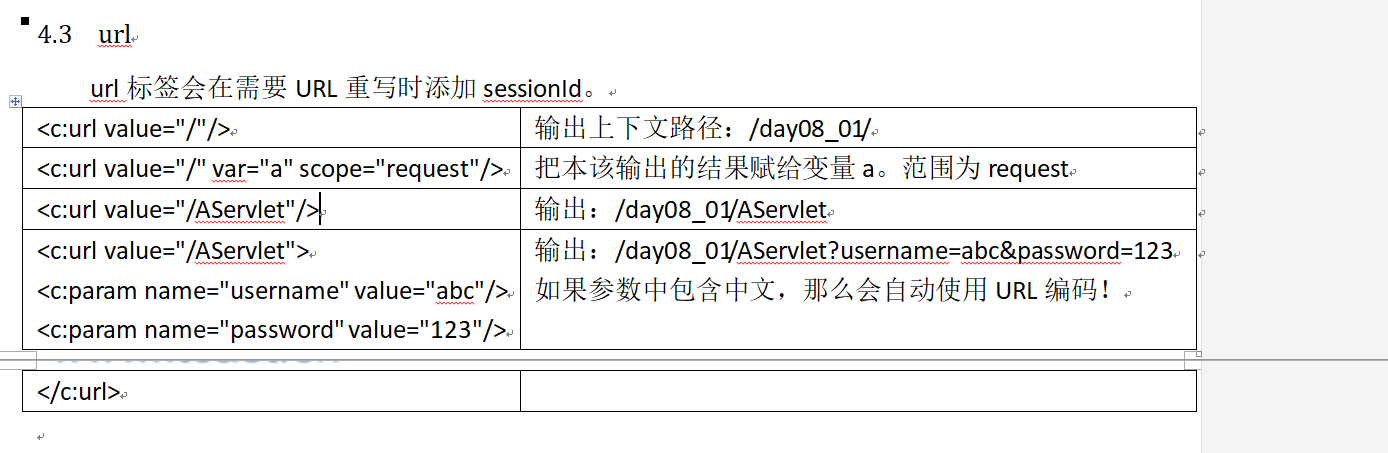 4.3 url
url 标签会在需要 URL 重写时添加 sessionId。
<c:url value="/"/>
输出上下文路径：/day08_01/
<c:url value="/" var="a" scope="request"/>
把本该输出的结果赋给变量 a。范围为 request
<c:url value="/AServlet"/>
输出：/day08_01/AServlet
<c:url value="/AServlet">
<c:param name="username" value="abc"/>
<c:param name="password" value="123"/>
输出：/day08_01/AServlet?username=abc&password=123
如果参数中包含中文，那么会自动使用 URL 编码！
</c:url>